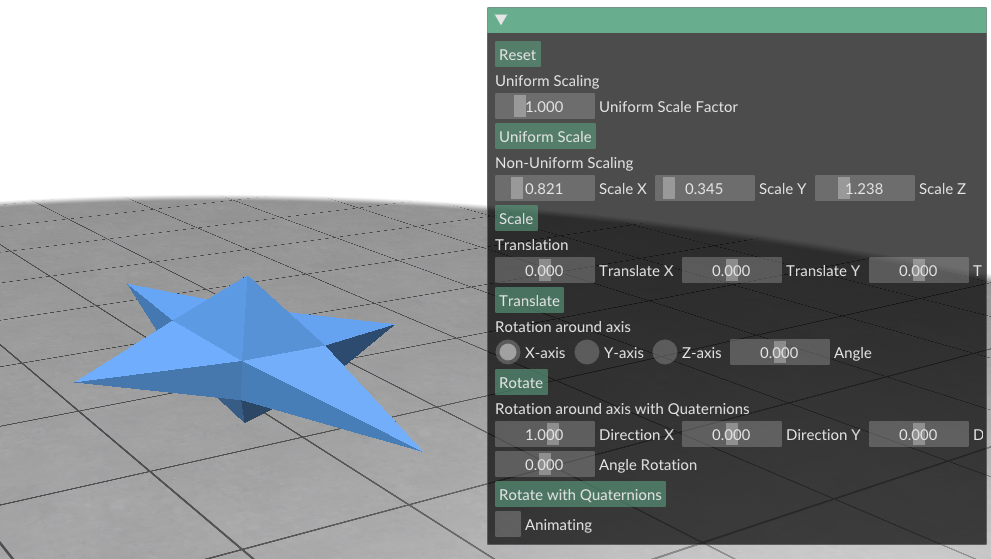 Reset
Uniform Scaling
1.000 Uniform Scale Factor
Uniform Scale
Non-Uniform Scaling
0.821 Scale X 0.345 Scale Y 1.238 Scale Z
Scale
Translation
0.000 Translate X 0.000 Translate Y 0.000 T
Translate
Rotation around axis
X-axis Y-axis Z-axis 0.000 Angle
Rotate
Rotation around axis with Quaternions
1.000 Direction X 0.000 Direction Y 0.000 D
0.000 Angle Rotation
Rotate with Quaternions
Animating